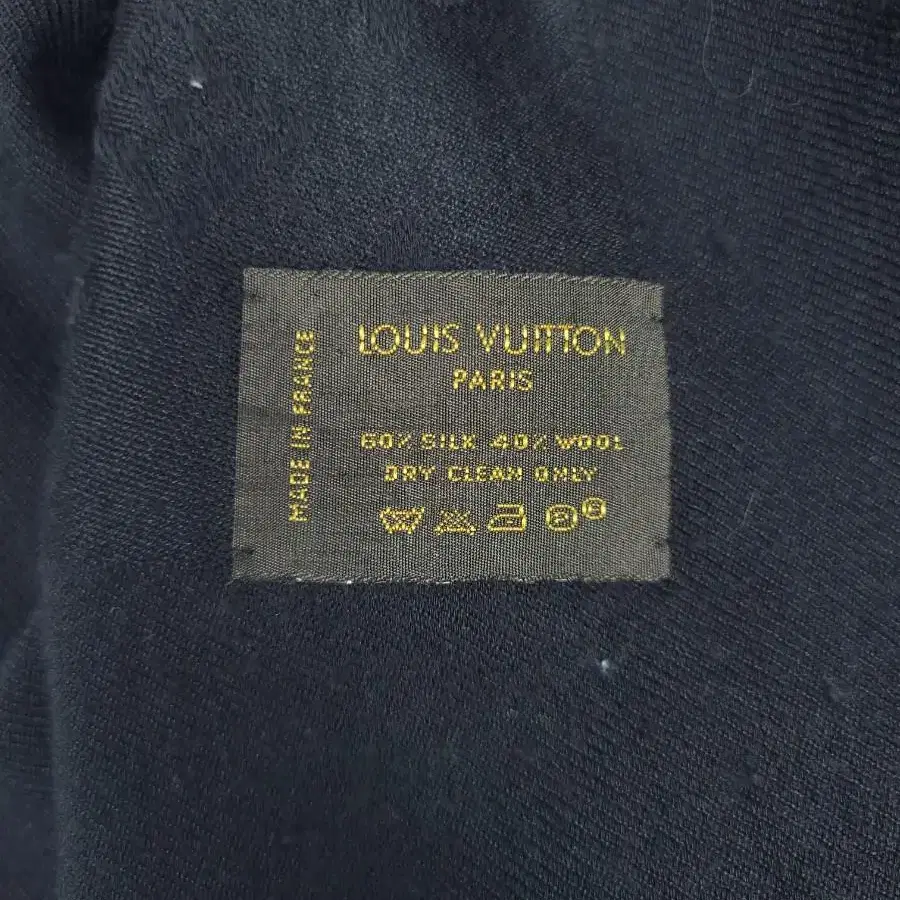 LOUIS VUITTON
PARIS
60% SILK 40% WOOL
DRY CLEAN ONLY
MADE IN FRANCE